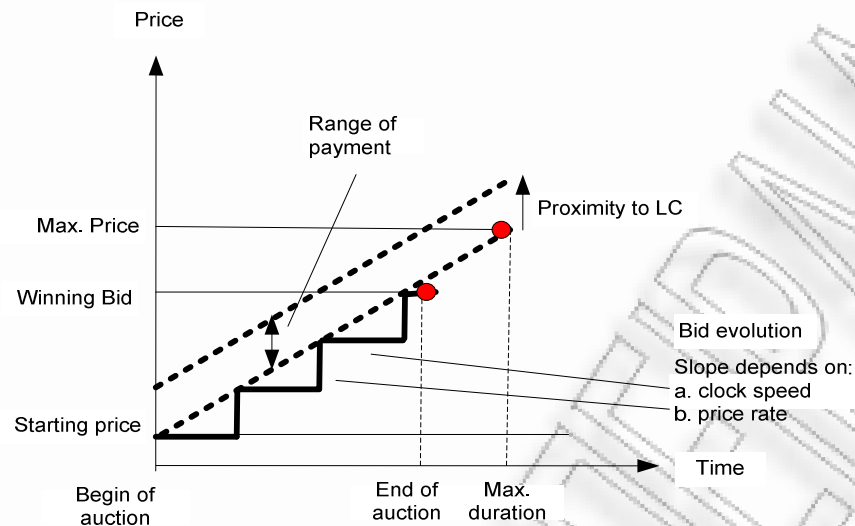 Price
Range of
payment
Proximity to LC
Max. Price
Winning Bid
Bid evolution
Slope depends on:
a. clock speed
b. price rate
Starting price
Time
Begin of
auction
End of
auction
Max.
duration